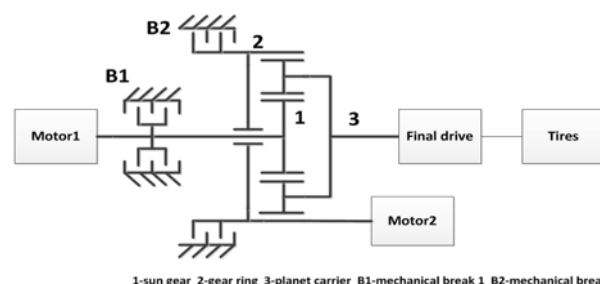 B2
2
B1
Motor1
1
3
Final drive
Tires
Motor2
1-sun gear 2-gear ring 3-planet carrier B1-mechanical break 1 B2-mechanical brea